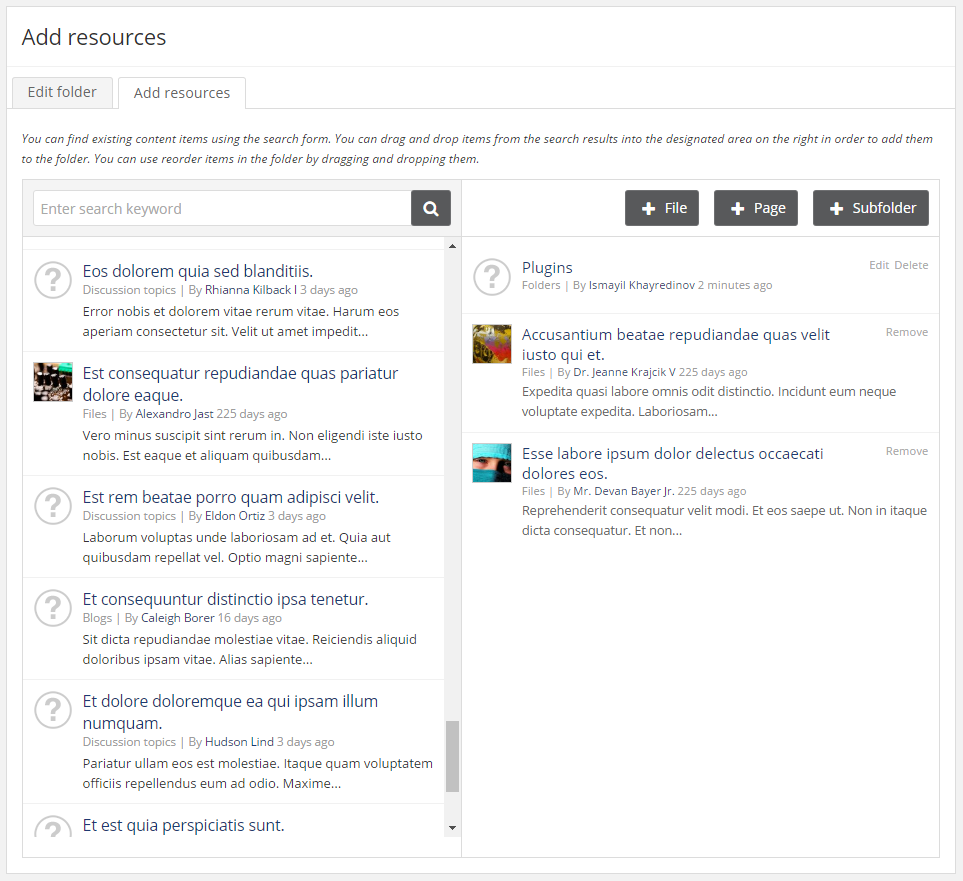 Add resources
Edit folder
Add resources
You can find existing content items using the search form. You can drag and drop items from the search results into the designated area on the right in order to add them
to the folder. You can use reorder items in the folder by dragging and dropping them.
Enter search keyword
File
Page
Subfolder
Eos dolorem quia sed blanditiis.
Discussion topics | By Rhianna Kilback I 3 days ago
Error nobis et dolorem vitae rerum vitae. Harum eos
aperiam consectetur sit. Velit ut amet impedit...
Est consequatur repudiandae quas pariatur
dolore eaque.
Files | By Alexandro Jast 225 days ago
Vero minus suscipit sint rerum in. Non eligendi iste iusto
nobis. Est eaque et aliquam quibusdam...
Est rem beatae porro quam adipisci velit.
Discussion topics | By Eldon Ortiz 3 days ago
Laborum voluptas unde laboriosam ad et. Quia aut
quibusdam repellat vel. Optio magni sapiente...
Et consequuntur distinctio ipsa tenetur.
Blogs | By Caleigh Borer 16 days ago
Sit dicta repudiandae molestiae vitae. Reiciendis aliquid
doloribus ipsam vitae. Alias sapiente...
Et dolore doloremque ea qui ipsam illum
numquam.
Discussion topics | By Hudson Lind 3 days ago
Pariatur ullam eos est molestiae. Itaque quam voluptatem
officiis repellendus eum ad odio. Maxime...
Et est quia perspiciatis sunt.
Plugins
Edit Delete
Folders | By Ismayil Khayredinov 2 minutes ago
Accusantium beatae repudiandae quas velit
iusto qui et.
Remove
Files | By Dr. Jeanne Krajcik V 225 days ago
Expedita quasi labore omnis odit distinctio. Incidunt eum neque
voluptate expedita. Laboriosam...
Esse labore ipsum dolor delectus occaecati
dolores eos.
Remove
Files | By Mr. Devan Bayer Jr. 225 days ago
Reprehenderit consequatur velit modi. Et eos saepe ut. Non in itaque
dicta consequatur. Et non...